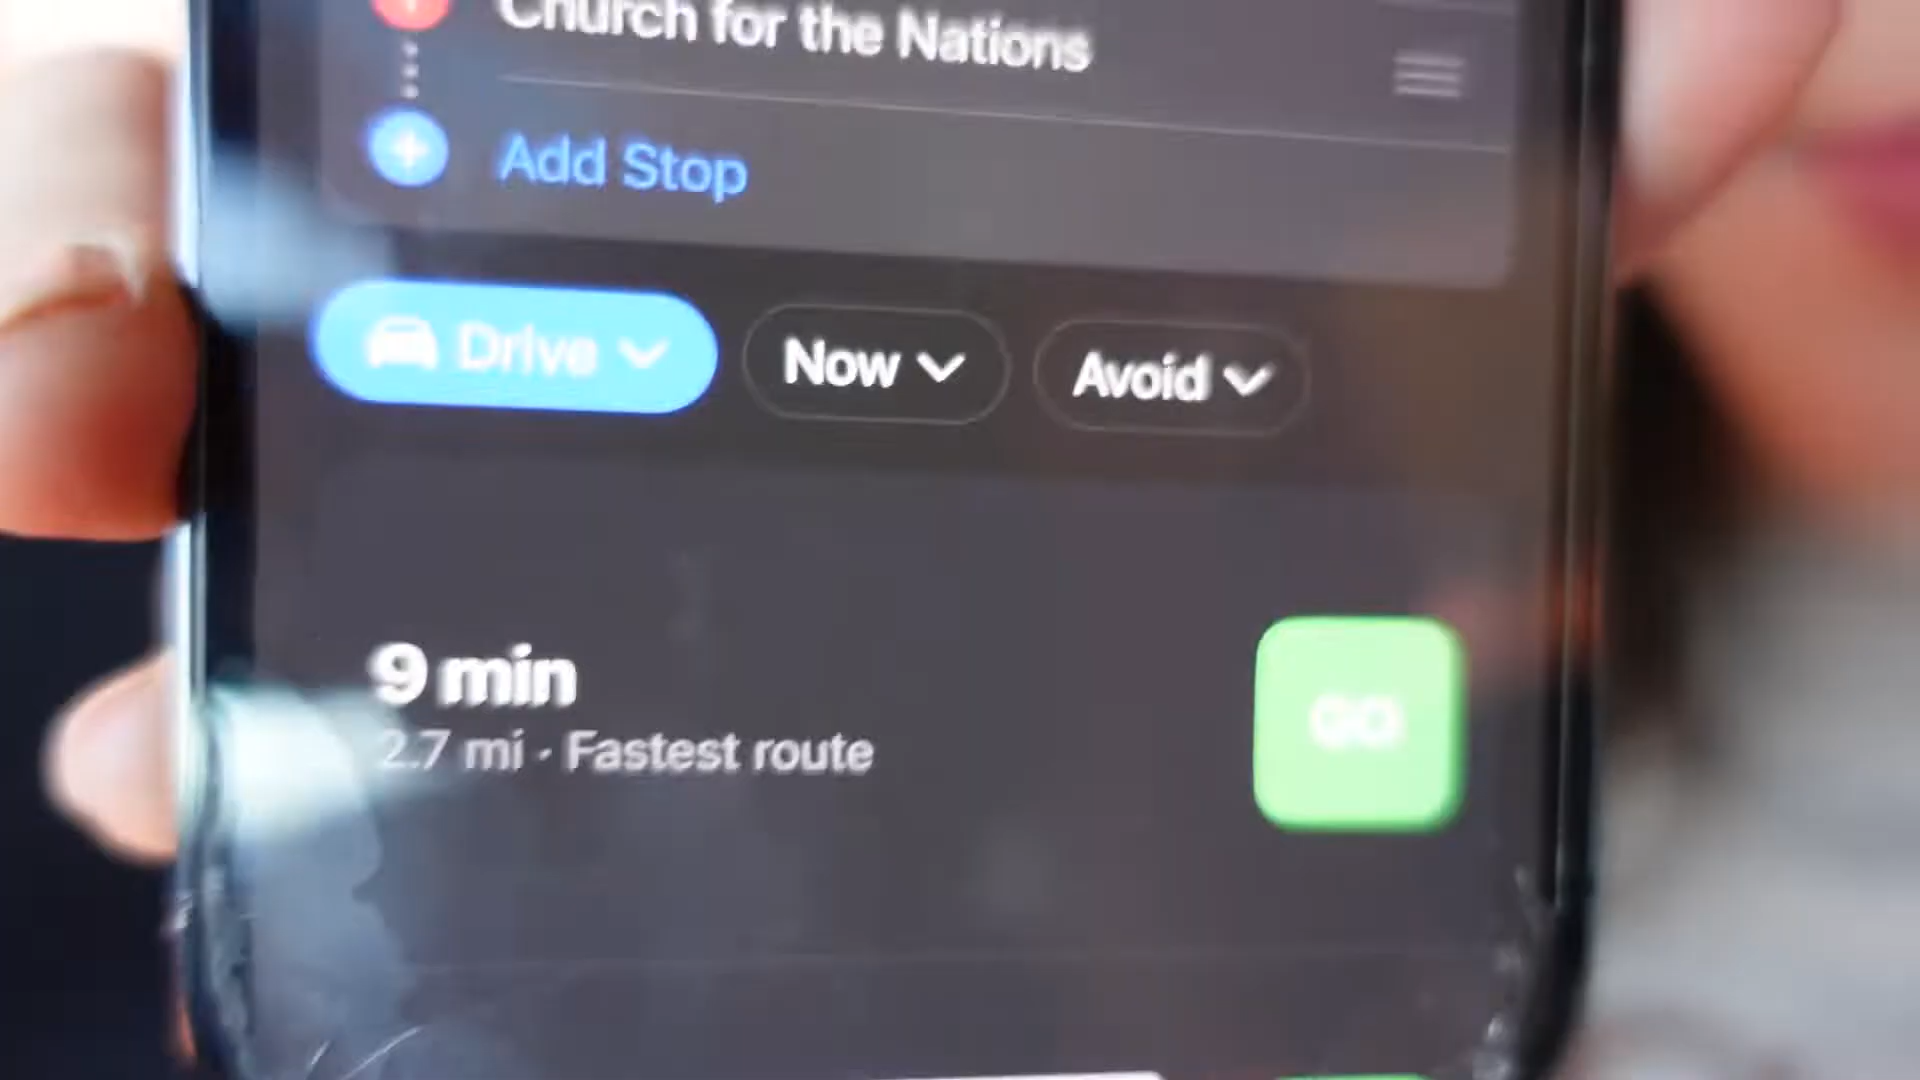 Church for the Nations
Add Stop
Drive
Now
Avoid
9 min
2.7 mi · Fastest route
GO